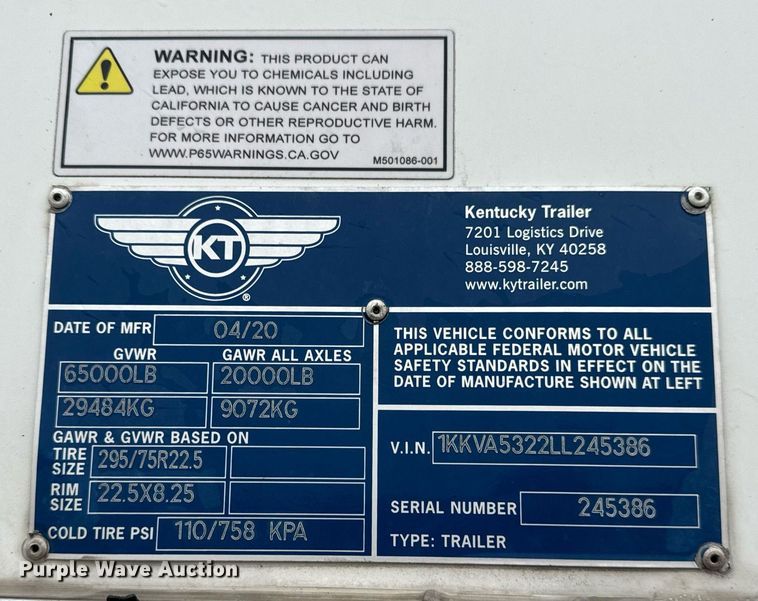 WARNING: THIS PRODUCT CAN
EXPOSE YOU TO CHEMICALS INCLUDING
LEAD, WHICH IS KNOWN TO THE STATE OF
CALIFORNIA TO CAUSE CANCER AND BIRTH
DEFECTS OR OTHER REPRODUCTIVE HARM.
FOR MORE INFORMATION GO TO
WWW.P65WARNINGS.CA.GOV
M501086-001
KT
®
Kentucky Trailer
7201 Logistics Drive
Louisville, KY 40258
888-598-7245
www.kytrailer.com
DATE OF MFR 04/20
GVWR GAWR ALL AXLES
65000LB 20000LB
29484KG 9072KG
GAWR & GVWR BASED ON
TIRE SIZE 295/75R22.5
RIM SIZE 22.5X8.25
COLD TIRE PSI 110/758 KPA
THIS VEHICLE CONFORMS TO ALL
APPLICABLE FEDERAL MOTOR VEHICLE
SAFETY STANDARDS IN EFFECT ON THE
DATE OF MANUFACTURE SHOWN AT LEFT
V.I.N. 1KKVA5322LL245386
SERIAL NUMBER 245386
TYPE: TRAILER
Purple Wave Auction